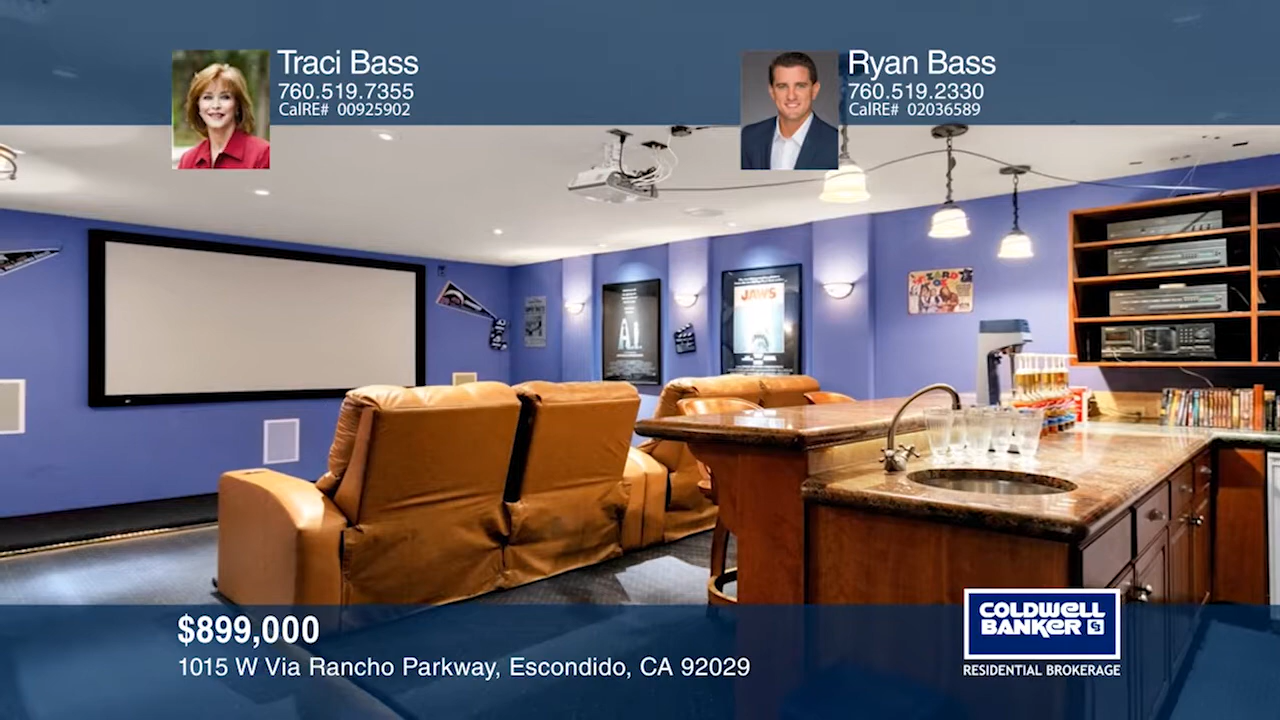 Traci Bass
760.519.7355
CalRE# 00925902
Ryan Bass
760.519.2330
CalRE# 02036589
A.I.
JAWS
$899,000
1015 W Via Rancho Parkway, Escondido, CA 92029
COLDWELL
BANKER
RESIDENTIAL BROKERAGE